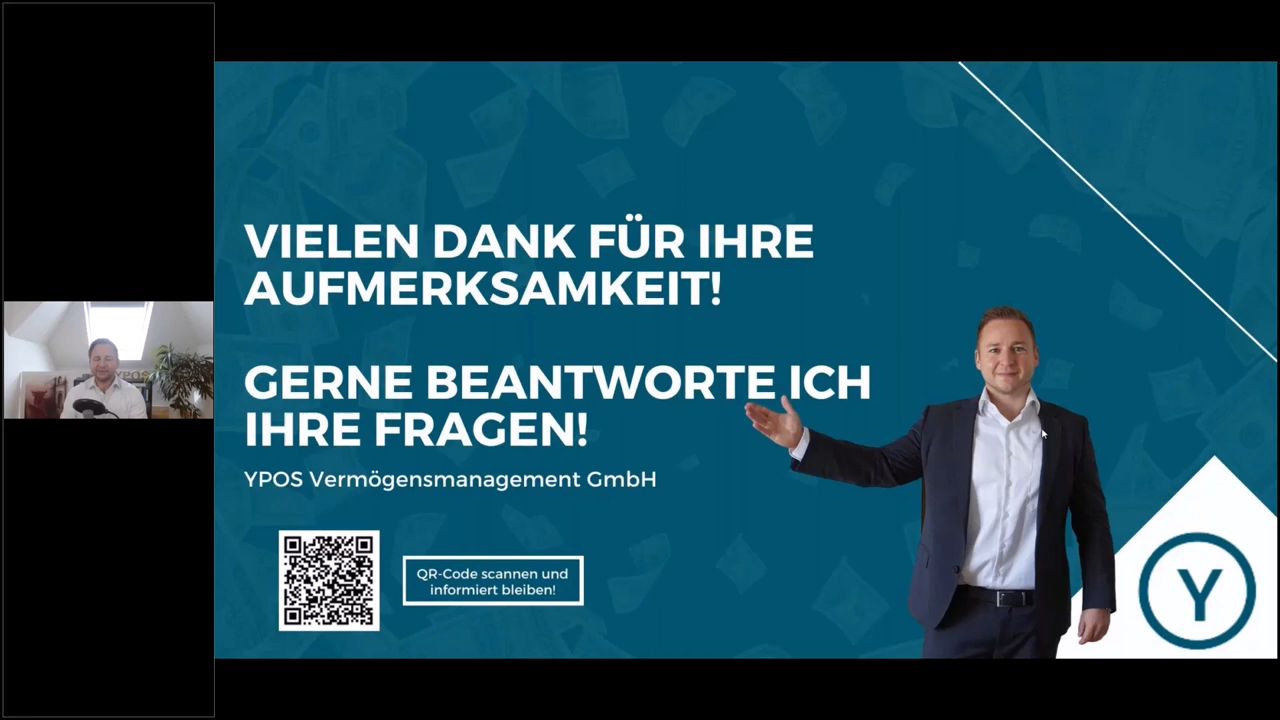 VIELEN DANK FÜR IHRE
AUFMERKSAMKEIT!
GERNE BEANTWORTE ICH
IHRE FRAGEN!
YPOS Vermögensmanagement GmbH
QR-Code scannen und
informiert bleiben!
Y
YPOS